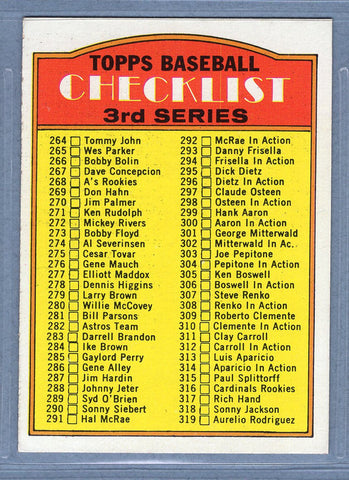 TOPPS BASEBALL
CHECKLIST
3rd SERIES
264 Tommy John
265 Wes Parker
266 Bobby Bolin
267 Dave Concepcion
268 A's Rookies
269 Don Hahn
270 Jim Palmer
271 Ken Rudolph
272 Mickey Rivers
273 Bobby Floyd
274 Al Severinsen
275 Cesar Tovar
276 Gene Mauch
277 Elliott Maddox
278 Dennis Higgins
279 Larry Brown
280 Willie McCovey
281 Bill Parsons
282 Astros Team
283 Darrell Brandon
284 Ike Brown
285 Gaylord Perry
286 Gene Alley
287 Jim Hardin
288 Johnny Jeter
289 Syd O'Brien
290 Sonny Siebert
291 Hal McRae
292 McRae In Action
293 Danny Frisella
294 Frisella In Action
295 Dick Dietz
296 Dietz In Action
297 Claude Osteen
298 Osteen In Action
299 Hank Aaron
300 Aaron In Action
301 George Mitterwald
302 Mitterwald In Ac..
303 Joe Pepitone
304 Pepitone In Action
305 Ken Boswell
306 Boswell In Action
307 Steve Renko
308 Renko In Action
309 Roberto Clemente
310 Clemente In Action
311 Clay Carroll
312 Carroll In Action
313 Luis Aparicio
314 Aparicio In Action
315 Paul Splittorff
316 Cardinals Rookies
317 Rich Hand
318 Sonny Jackson
319 Aurelio Rodriguez